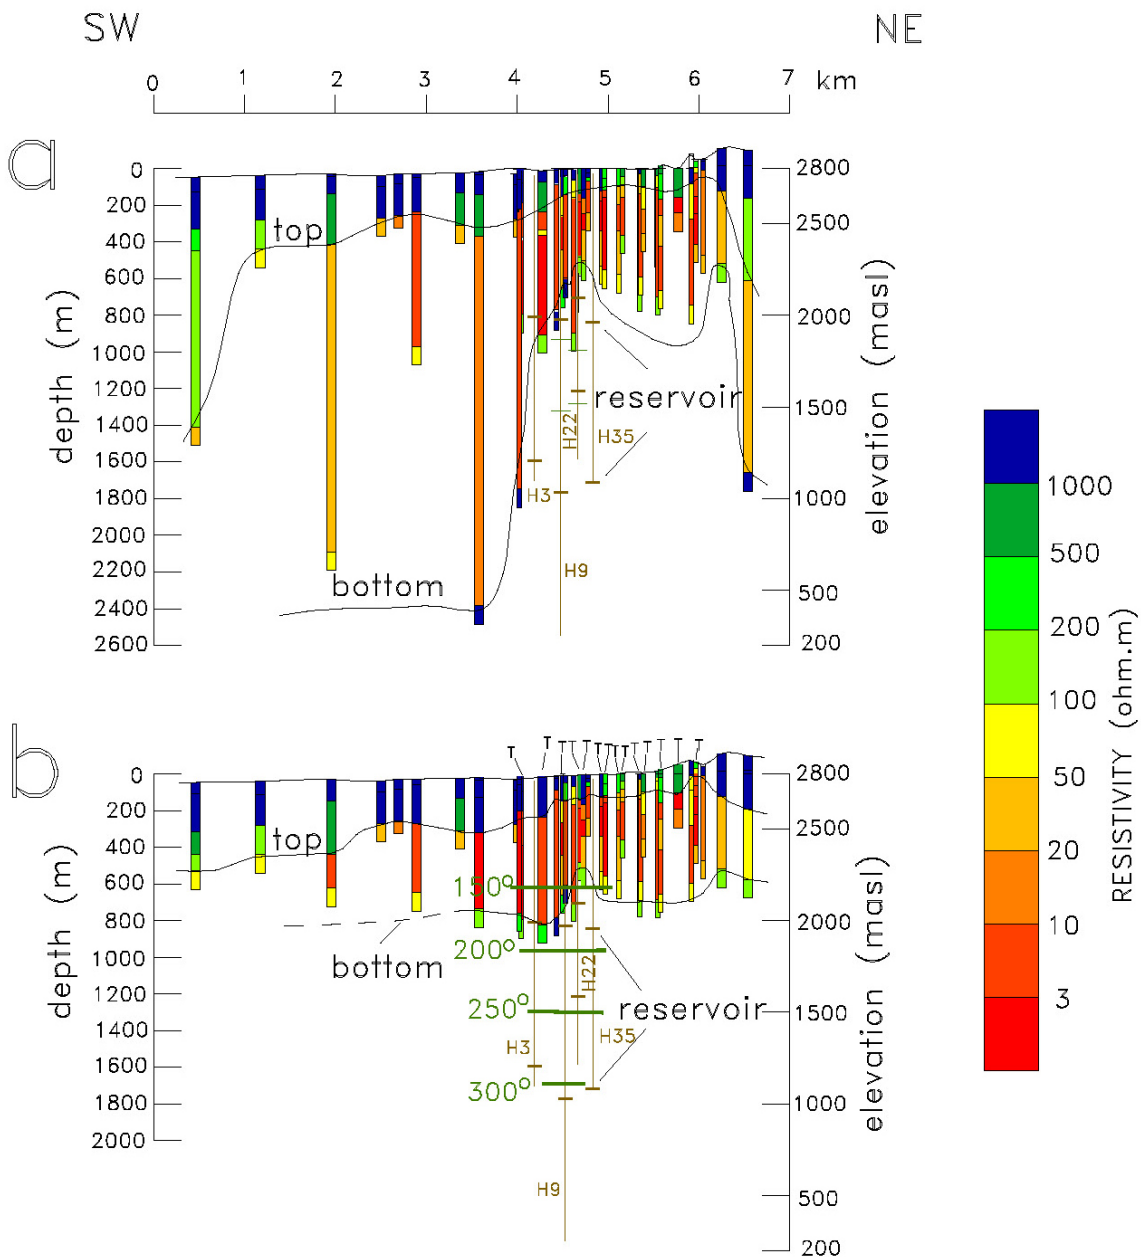 SW NE
0 1 2 3 4 5 6 7 km
a
0 2800
200
2500
400
top
600
800 2000
1000
1200
reservoir
1400 1500
H22 H35
1600
H3
1800 1000
2000
H9
2200
bottom
500
2400
2600 200
depth (m)
elevation (masl)
b
T T T T T T T T T T T T T T
0 2800
200
2500
400
top
600
150°
800 2000
200°
1000
bottom
H22
1200
250° reservoir
1400 1500
H3 H35
1600
300°
1800 1000
2000
H9
500
200
depth (m)
elevation (masl)
1000
500
200
100
50
20
10
3
RESISTIVITY (ohm.m)